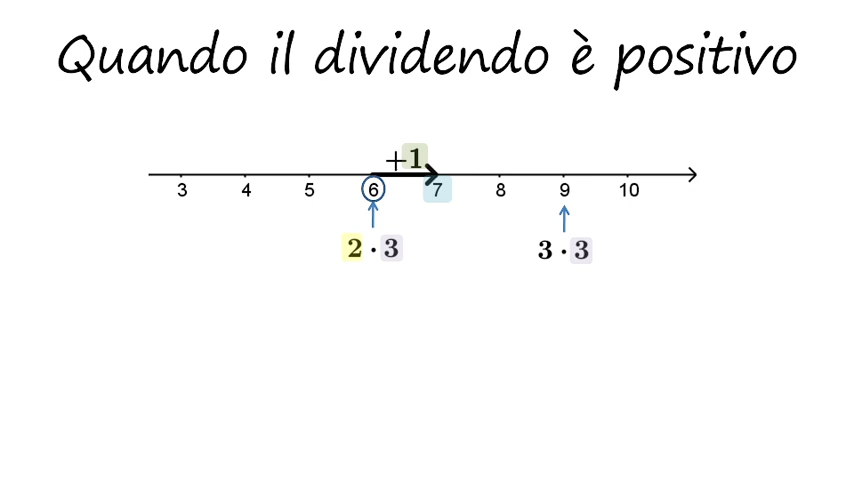 Quando il dividendo è positivo
+1
3 4 5 6 7 8 9 10
2 · 3 3 · 3